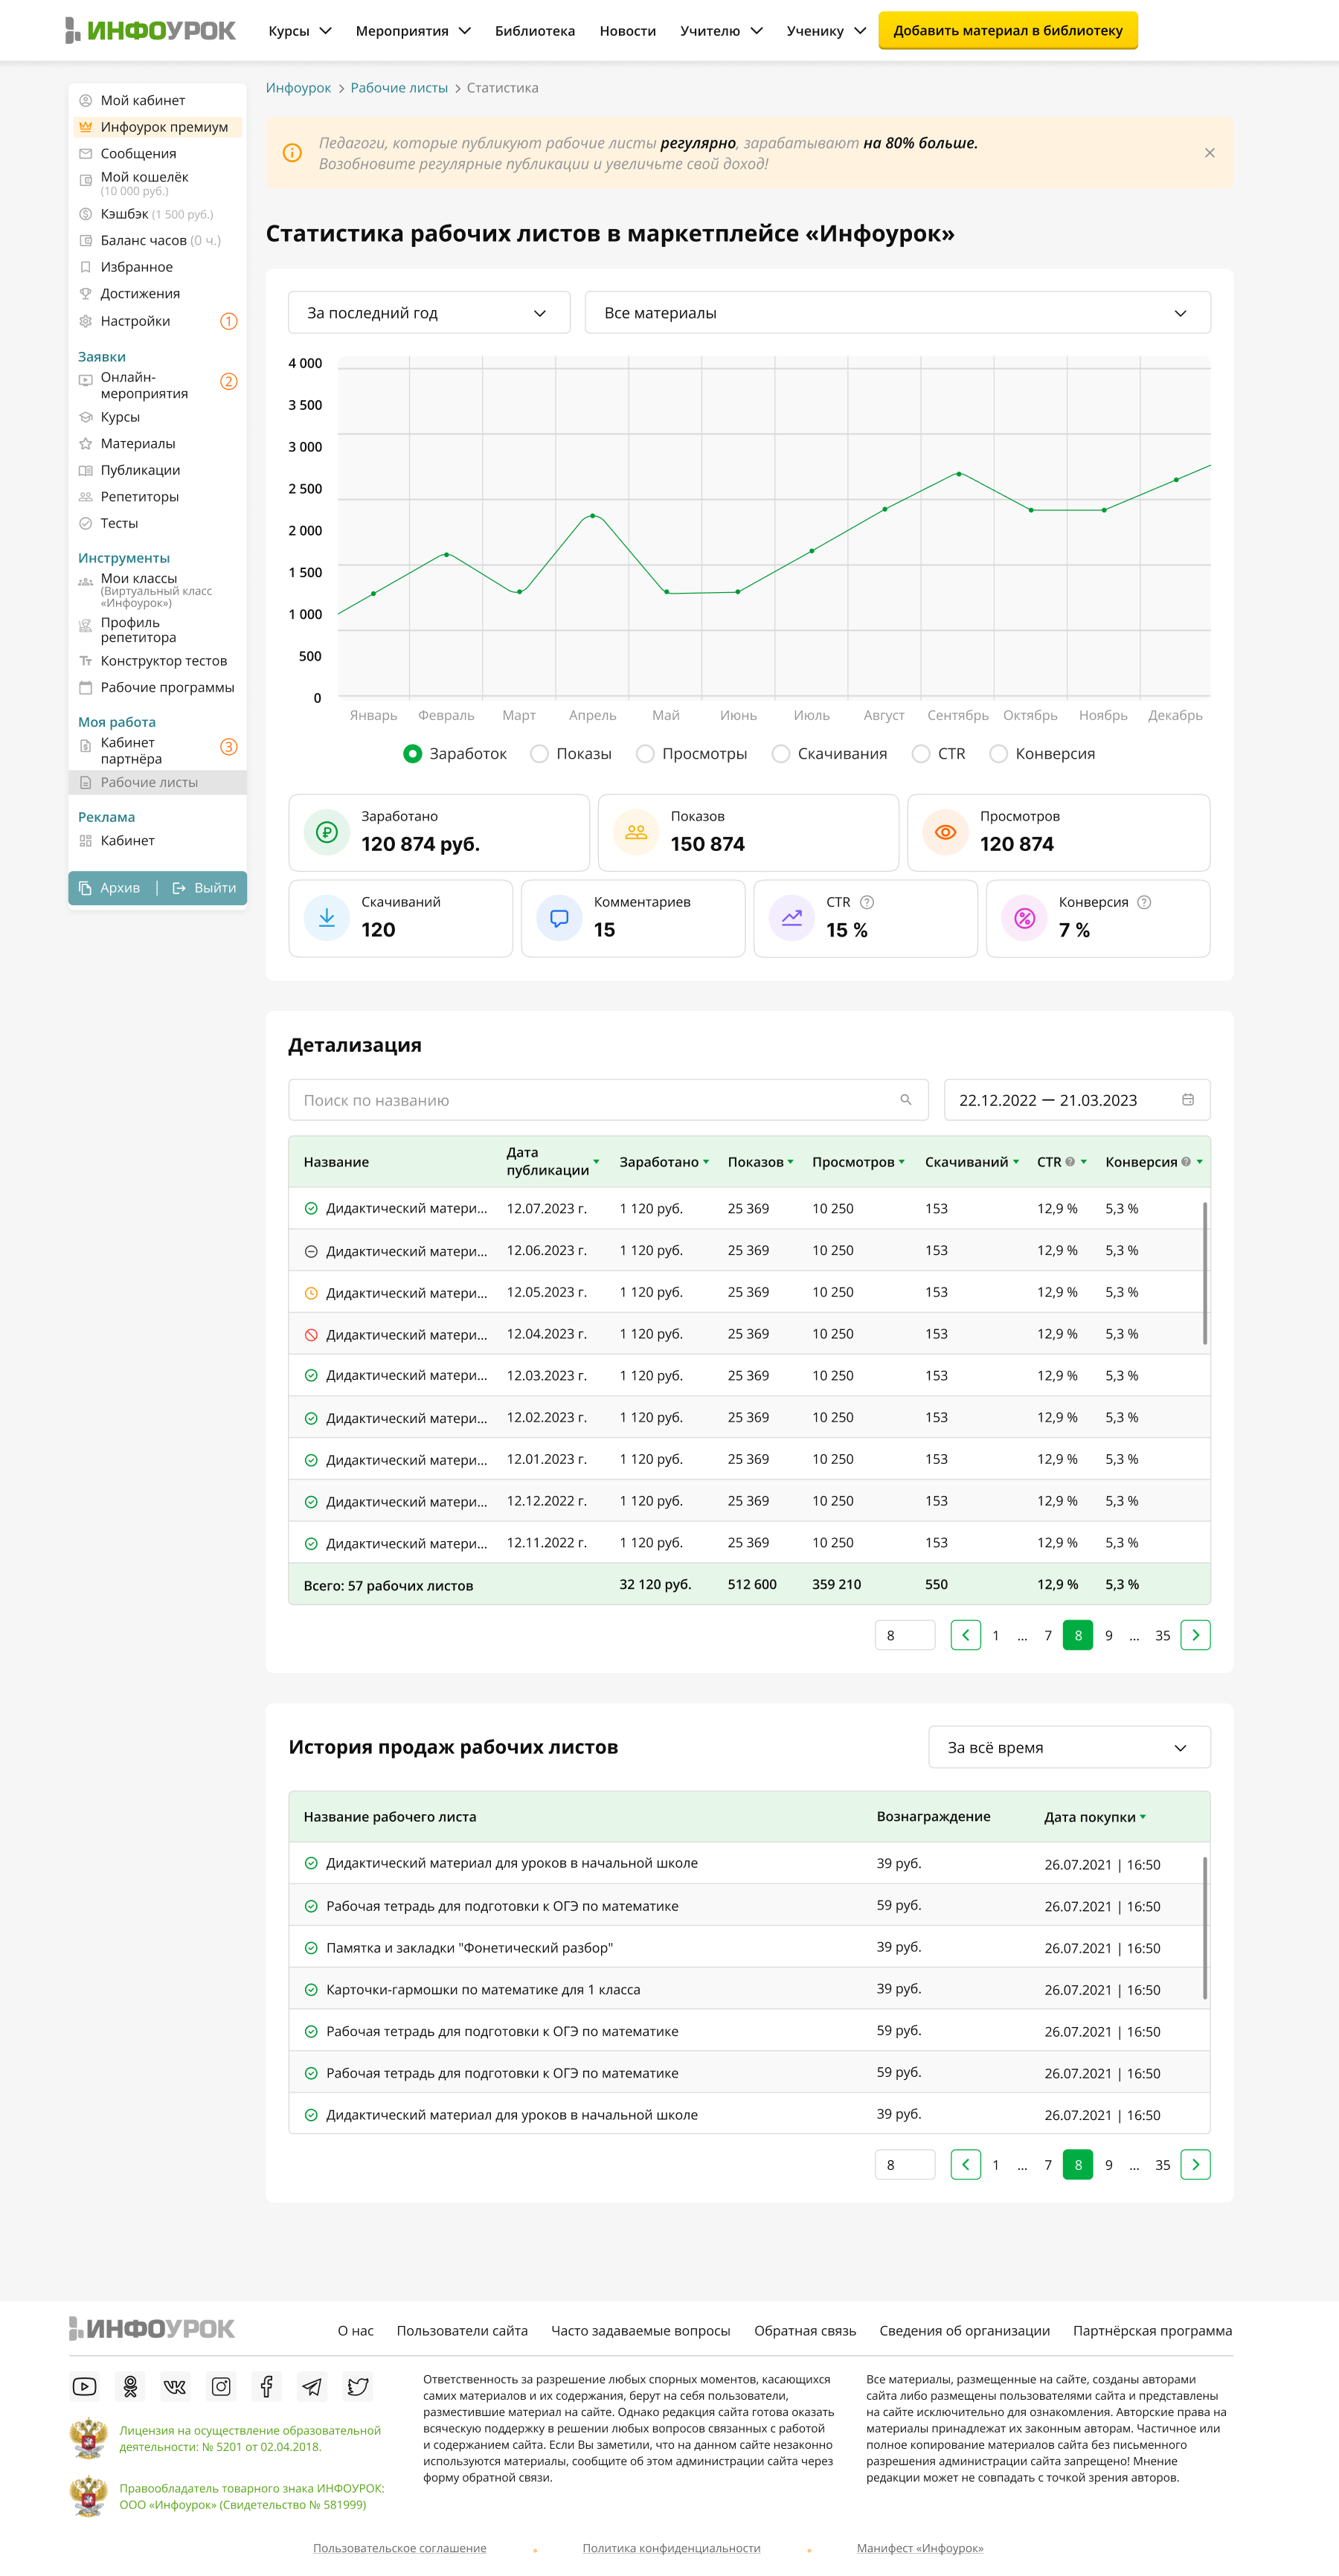 ИНФОУРОК
Курсы Мероприятия Библиотека Новости Учителю Ученику Добавить материал в библиотеку
Мой кабинет
Инфоурок премиум
Сообщения
Мой кошелёк
(10 000 руб.)
Кэшбэк (1 500 руб.)
Баланс часов (0 ч.)
Избранное
Достижения
Настройки 1
Заявки
Онлайн-
мероприятия 2
Курсы
Материалы
Публикации
Репетиторы
Тесты
Инструменты
Мои классы
(Виртуальный класс
«Инфоурок»)
Профиль
репетитора
Конструктор тестов
Рабочие программы
Моя работа
Кабинет
партнёра 3
Рабочие листы
Реклама
Кабинет
Архив | Выйти
Инфоурок > Рабочие листы > Статистика
Педагоги, которые публикуют рабочие листы регулярно, зарабатывают на 80% больше.
Возобновите регулярные публикации и увеличьте свой доход!
Статистика рабочих листов в маркетплейсе «Инфоурок»
За последний год Все материалы
4 000
3 500
3 000
2 500
2 000
1 500
1 000
500
0
Январь Февраль Март Апрель Май Июнь Июль Август Сентябрь Октябрь Ноябрь Декабрь
Заработок Показы Просмотры Скачивания CTR Конверсия
Заработано
120 874 руб.
Показов
150 874
Просмотров
120 874
Скачиваний
120
Комментариев
15
CTR ?
15 %
Конверсия ?
7 %
Детализация
Поиск по названию 22.12.2022 — 21.03.2023
Название Дата публикации Заработано Показов Просмотров Скачиваний CTR ? Конверсия ?
Дидактический матери... 12.07.2023 г. 1 120 руб. 25 369 10 250 153 12,9 % 5,3 %
Дидактический матери... 12.06.2023 г. 1 120 руб. 25 369 10 250 153 12,9 % 5,3 %
Дидактический матери... 12.05.2023 г. 1 120 руб. 25 369 10 250 153 12,9 % 5,3 %
Дидактический матери... 12.04.2023 г. 1 120 руб. 25 369 10 250 153 12,9 % 5,3 %
Дидактический матери... 12.03.2023 г. 1 120 руб. 25 369 10 250 153 12,9 % 5,3 %
Дидактический матери... 12.02.2023 г. 1 120 руб. 25 369 10 250 153 12,9 % 5,3 %
Дидактический матери... 12.01.2023 г. 1 120 руб. 25 369 10 250 153 12,9 % 5,3 %
Дидактический матери... 12.12.2022 г. 1 120 руб. 25 369 10 250 153 12,9 % 5,3 %
Дидактический матери... 12.11.2022 г. 1 120 руб. 25 369 10 250 153 12,9 % 5,3 %
Всего: 57 рабочих листов 32 120 руб. 512 600 359 210 550 12,9 % 5,3 %
8 1 ... 7 8 9 ... 35
История продаж рабочих листов За всё время
Название рабочего листа Вознаграждение Дата покупки
Дидактический материал для уроков в начальной школе 39 руб. 26.07.2021 | 16:50
Рабочая тетрадь для подготовки к ОГЭ по математике 59 руб. 26.07.2021 | 16:50
Памятка и закладки "Фонетический разбор" 39 руб. 26.07.2021 | 16:50
Карточки-гармошки по математике для 1 класса 39 руб. 26.07.2021 | 16:50
Рабочая тетрадь для подготовки к ОГЭ по математике 59 руб. 26.07.2021 | 16:50
Рабочая тетрадь для подготовки к ОГЭ по математике 59 руб. 26.07.2021 | 16:50
Дидактический материал для уроков в начальной школе 39 руб. 26.07.2021 | 16:50
8 1 ... 7 8 9 ... 35
ИНФОУРОК
О нас Пользователи сайта Часто задаваемые вопросы Обратная связь Сведения об организации Партнёрская программа
Лицензия на осуществление образовательной
деятельности: № 5201 от 02.04.2018.
Правообладатель товарного знака ИНФОУРОК:
ООО «Инфоурок» (Свидетельство № 581999)
Ответственность за разрешение любых спорных моментов, касающихся
самих материалов и их содержания, берут на себя пользователи,
разместившие материал на сайте. Однако редакция сайта готова оказать
всяческую поддержку в решении любых вопросов связанных с работой
и содержанием сайта. Если Вы заметили, что на данном сайте незаконно
используются материалы, сообщите об этом администрации сайта через
форму обратной связи.
Все материалы, размещенные на сайте, созданы авторами
сайта либо размещены пользователями сайта и представлены
на сайте исключительно для ознакомления. Авторские права на
материалы принадлежат их законным авторам. Частичное или
полное копирование материалов сайта без письменного
разрешения администрации сайта запрещено! Мнение
редакции может не совпадать с точкой зрения авторов.
Пользовательское соглашение Политика конфиденциальности Манифест «Инфоурок»